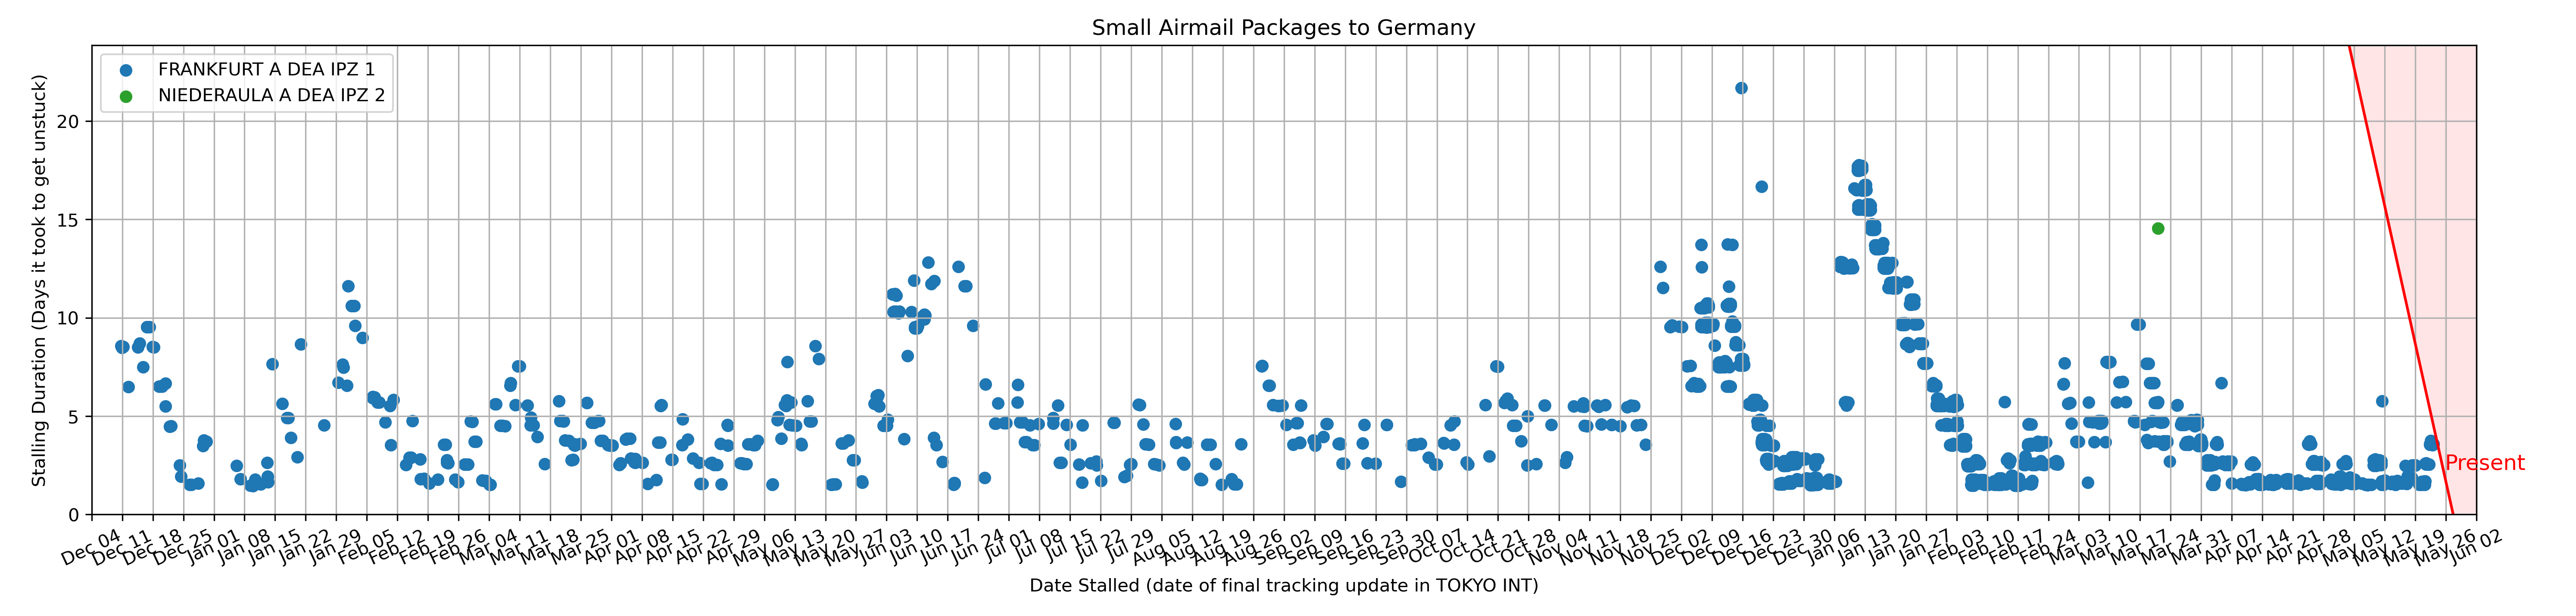 Small Airmail Packages to Germany
FRANKFURT A DEA IPZ 1
NIEDERAULA A DEA IPZ 2
Stalling Duration (Days it took to get unstuck)
20
15
10
5
0
Present
Dec 04 Dec 11 Dec 18 Dec 25 Jan 01 Jan 08 Jan 15 Jan 22 Jan 29 Feb 05 Feb 12 Feb 19 Feb 26 Mar 04 Mar 11 Mar 18 Mar 25 Apr 01 Apr 08 Apr 15 Apr 22 Apr 29 May 06 May 13 May 20 May 27 Jun 03 Jun 10 Jun 17 Jun 24 Jul 01 Jul 08 Jul 15 Jul 22 Jul 29 Aug 05 Aug 12 Aug 19 Aug 26 Sep 02 Sep 09 Sep 16 Sep 23 Sep 30 Oct 07 Oct 14 Oct 21 Oct 28 Nov 04 Nov 11 Nov 18 Nov 25 Dec 02 Dec 09 Dec 16 Dec 23 Dec 30 Jan 06 Jan 13 Jan 20 Jan 27 Feb 03 Feb 10 Feb 17 Feb 24 Mar 03 Mar 10 Mar 17 Mar 24 Mar 31 Apr 07 Apr 14 Apr 21 Apr 28 May 05 May 12 May 19 May 26 Jun 02
Date Stalled (date of final tracking update in TOKYO INT)